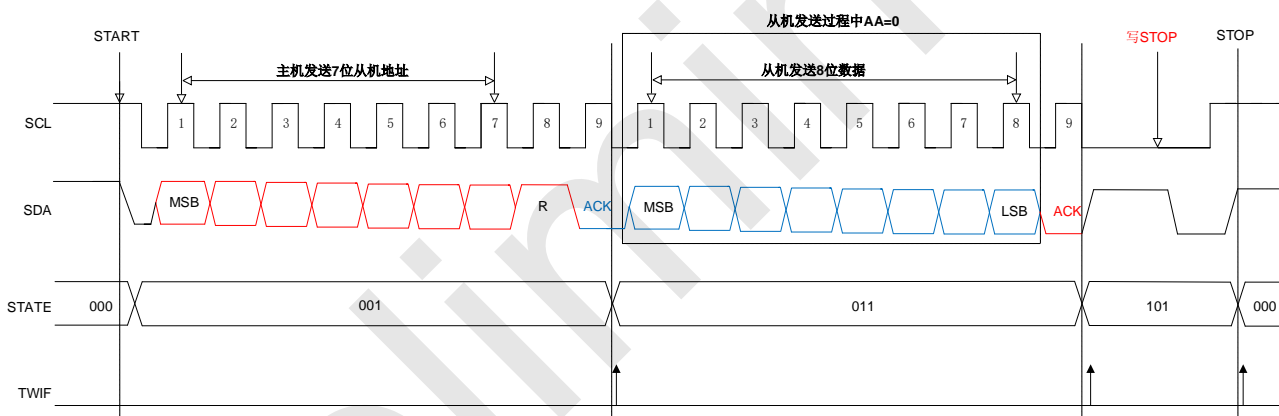 从机发送过程中AA=0
START
写STOP
STOP
主机发送7位从机地址
从机发送8位数据
SCL
1 2 3 4 5 6 7 8 9 1 2 3 4 5 6 7 8 9
SDA
MSB R ACK MSB LSB ACK
STATE
000 001 011 101 000
TWIF